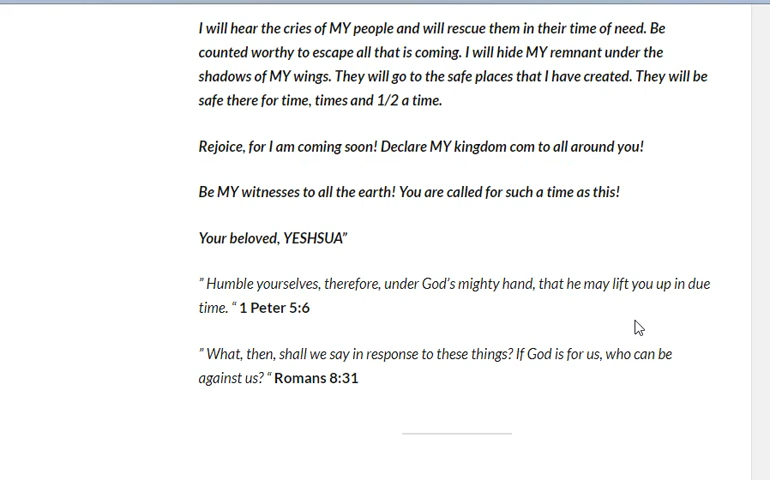 I will hear the cries of MY people and will rescue them in their time of need. Be
counted worthy to escape all that is coming. I will hide MY remnant under the
shadows of MY wings. They will go to the safe places that I have created. They will be
safe there for time, times and 1/2 a time.
Rejoice, for I am coming soon! Declare MY kingdom com to all around you!
Be MY witnesses to all the earth! You are called for such a time as this!
Your beloved, YESHSUA”
” Humble yourselves, therefore, under God’s mighty hand, that he may lift you up in due
time. “ 1 Peter 5:6
” What, then, shall we say in response to these things? If God is for us, who can be
against us? “ Romans 8:31